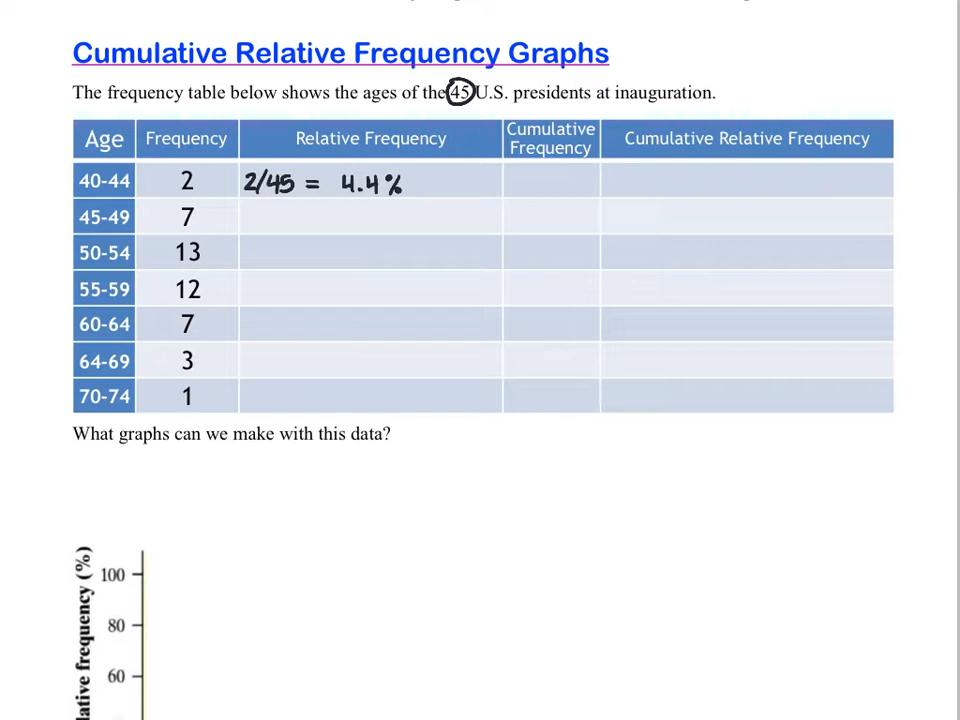 Cumulative Relative Frequency Graphs
The frequency table below shows the ages of the 45 U.S. presidents at inauguration.
Age Frequency Relative Frequency Cumulative Frequency Cumulative Relative Frequency
40-44 2 2/45 = 4.4%
45-49 7
50-54 13
55-59 12
60-64 7
64-69 3
70-74 1
What graphs can we make with this data?
lative frequency (%)
100
80
60